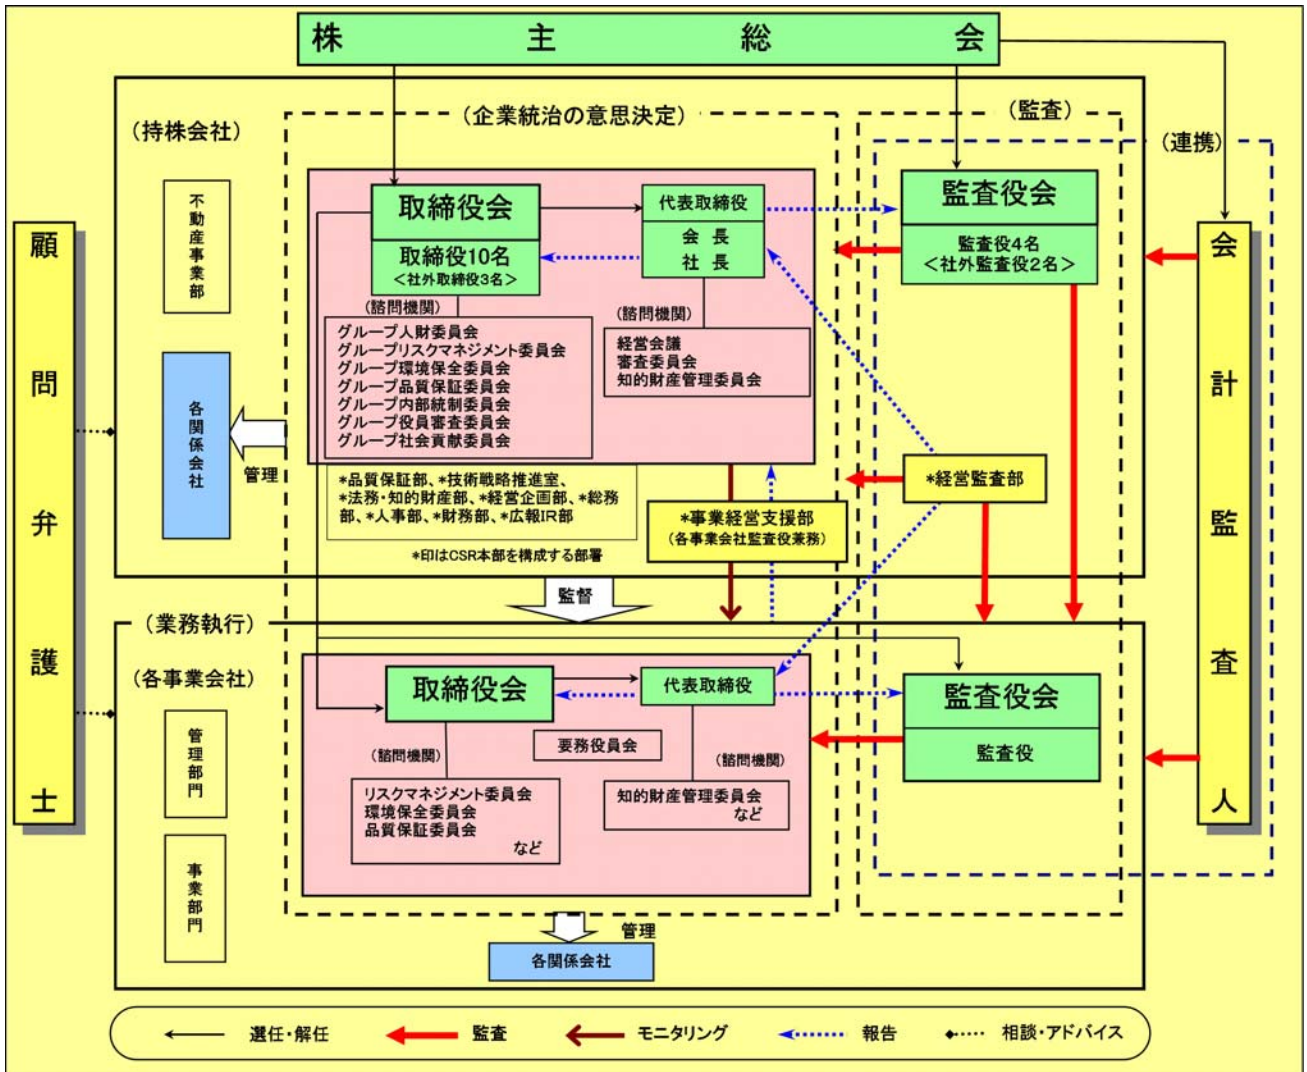 株主総会
(持株会社)
(企業統治の意思決定)
(監査)
(連携)
不動産事業部
各関係会社
管理
顧問弁護士
会計監査人
取締役会
取締役10名
<社外取締役3名>
(諮問機関)
グループ人財委員会
グループリスクマネジメント委員会
グループ環境保全委員会
グループ品質保証委員会
グループ内部統制委員会
グループ役員審査委員会
グループ社会貢献委員会
代表取締役
会 長
社 長
(諮問機関)
経営会議
審査委員会
知的財産管理委員会
監査役会
監査役4名
<社外監査役2名>
*品質保証部、*技術戦略推進室、
*法務・知的財産部、*経営企画部、*総務
部、*人事部、*財務部、*広報IR部
*印はCSR本部を構成する部署
*事業経営支援部
(各事業会社監査役兼務)
*経営監査部
監督
(業務執行)
(各事業会社)
管理部門
事業部門
取締役会
(諮問機関)
リスクマネジメント委員会
環境保全委員会
品質保証委員会
など
要務役員会
代表取締役
(諮問機関)
知的財産管理委員会
など
監査役会
監査役
管理
各関係会社
選任・解任
監査
モニタリング
報告
相談・アドバイス